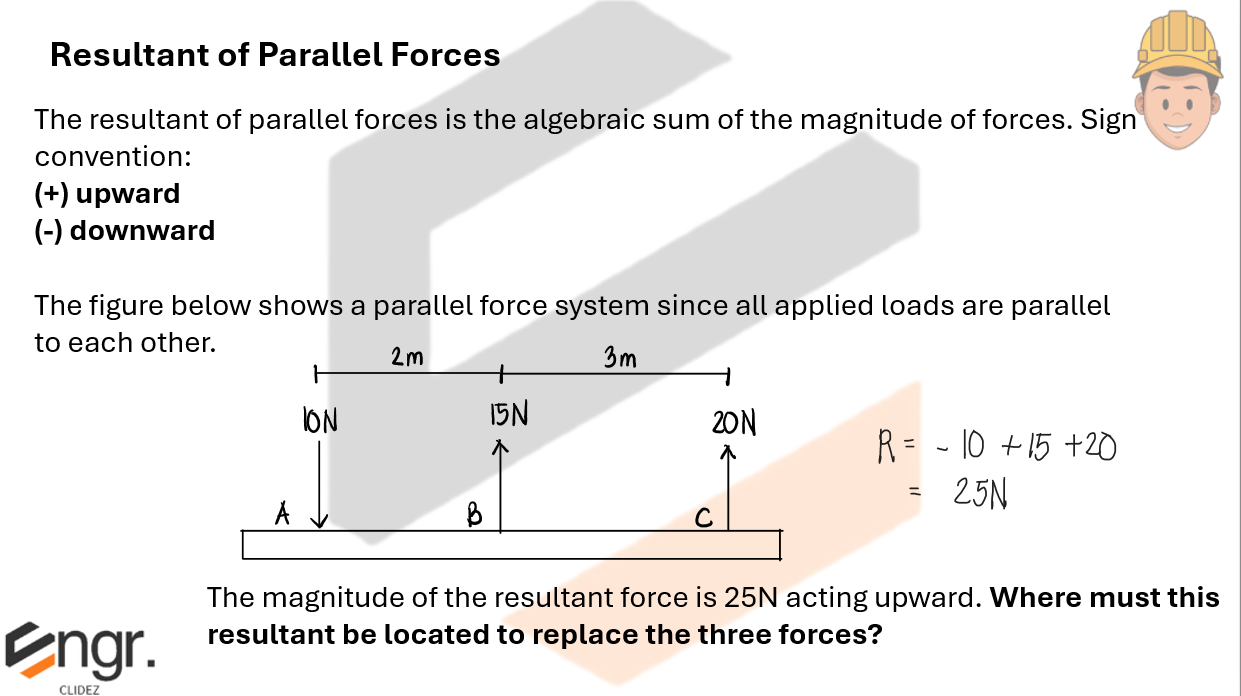 Resultant of Parallel Forces
The resultant of parallel forces is the algebraic sum of the magnitude of forces. Sign
convention:
(+) upward
(-) downward
The figure below shows a parallel force system since all applied loads are parallel
to each other.
2m 3m
10N 15N 20N
A B C
R = - 10 + 15 + 20
= 25N
The magnitude of the resultant force is 25N acting upward. Where must this
resultant be located to replace the three forces?
Engr.
CLIDEZ